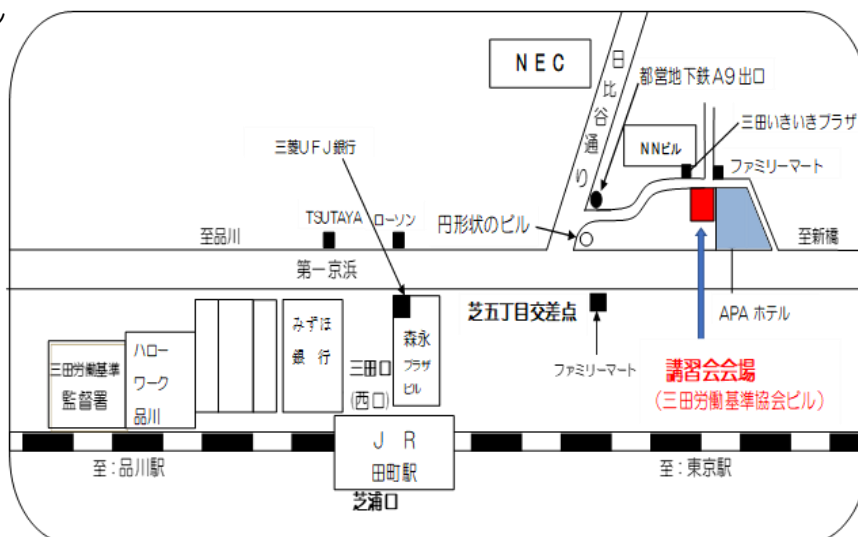 NEC
日比谷通り
都営地下鉄A9出口
三田いきいきプラザ
NNビル
ファミリーマート
三菱UFJ銀行
TSUTAYA
ローソン
円形状のビル
至品川
至新橋
第一京浜
芝五丁目交差点
APAホテル
ファミリーマート
講習会会場
(三田労働基準協会ビル)
三田労働基準
監督署
ハロー
ワーク
品川
みずほ
銀行
三田口
(西口)
森永
プラザ
ビル
JR
田町駅
芝浦口
至:品川駅
至:東京駅